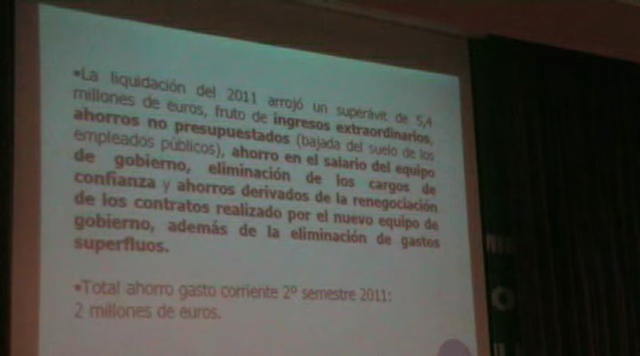 •La liquidación del 2011 arrojó un superávit de 5,4
millones de euros, fruto de ingresos extraordinarios,
ahorros no presupuestados (bajada del suelo de los
empleados públicos), ahorro en el salario del equipo
de gobierno, eliminación de los cargos de
confianza y ahorros derivados de la renegociación
de los contratos realizado por el nuevo equipo de
gobierno, además de la eliminación de gastos
superfluos.
•Total ahorro gasto corriente 2º semestre 2011:
2 millones de euros.